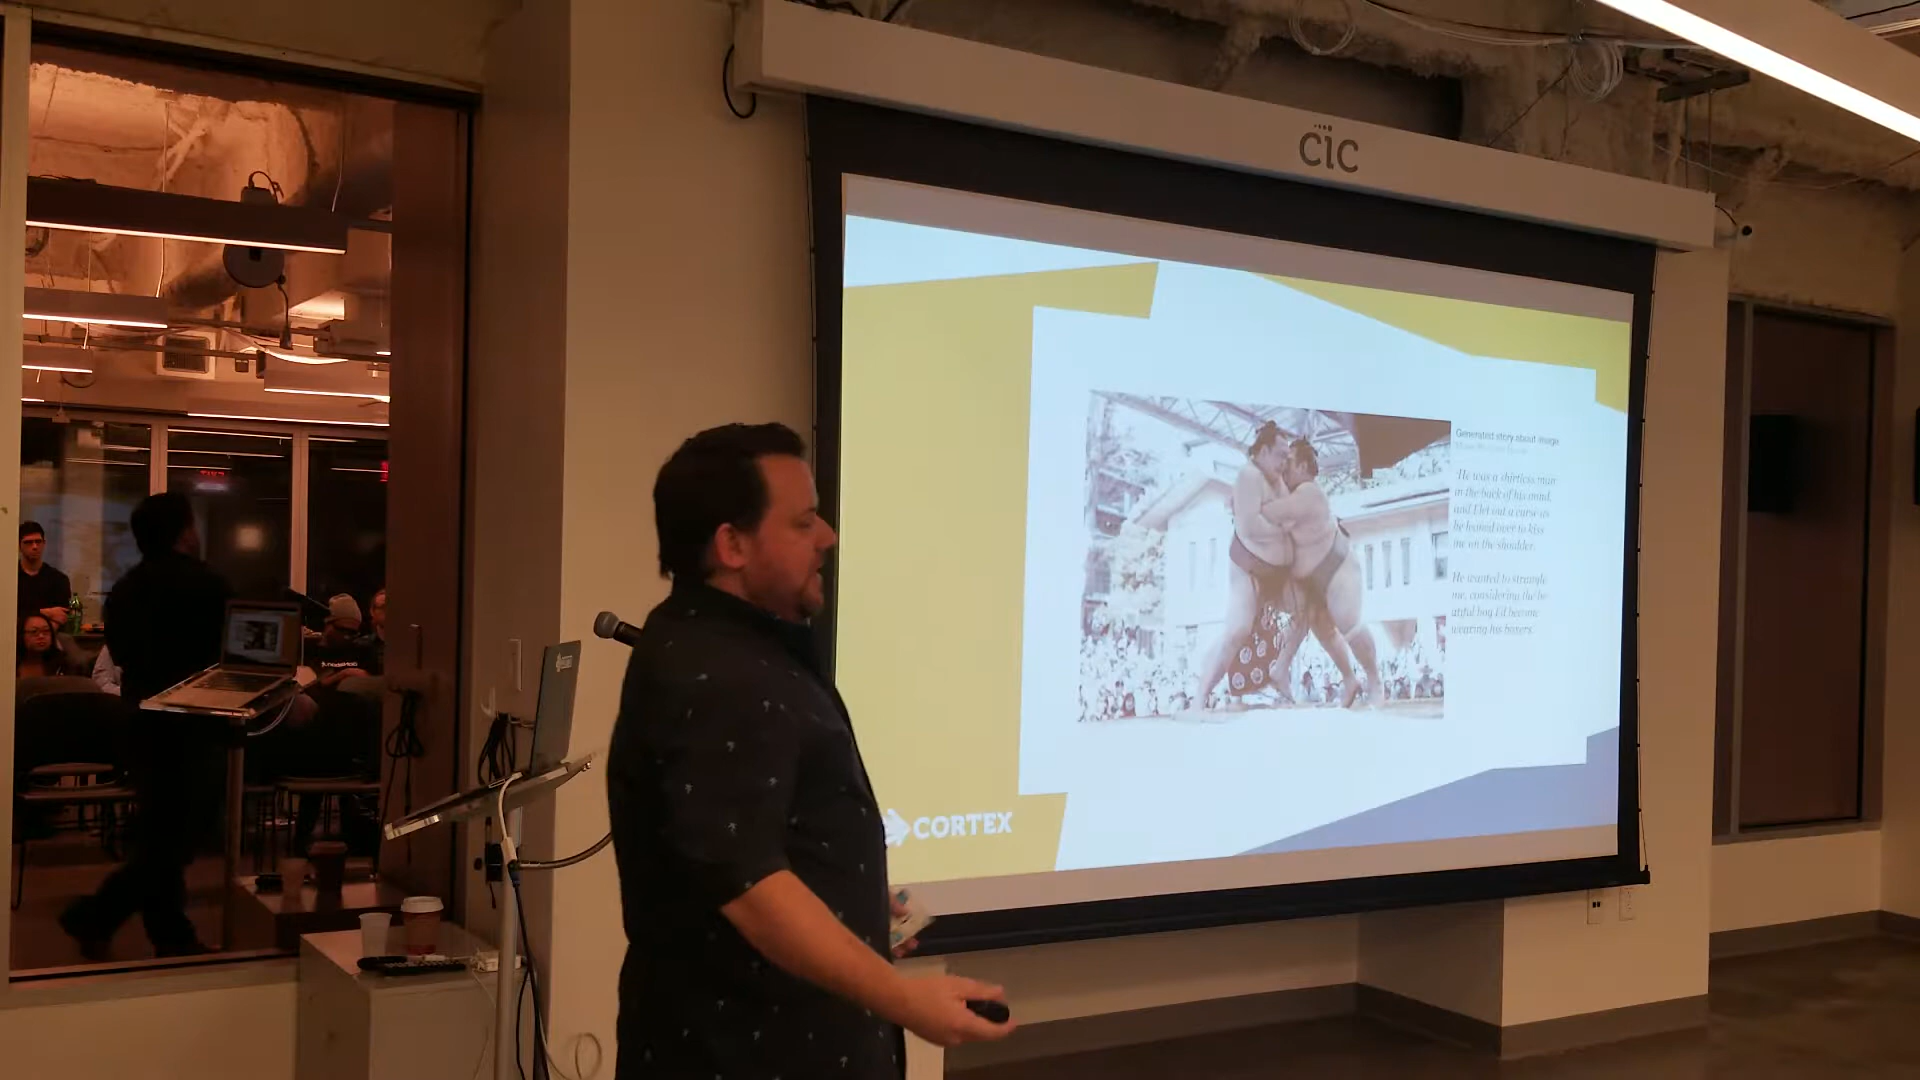 cic
Generated story about image
"He was a shirtless man
in the back of his mind,
and I let out a curse as
he leaned over to kiss
me on the shoulder.
He wanted to strangle
me, considering the be
atiful boy I'd become
wearing his boxers.
CORTEX